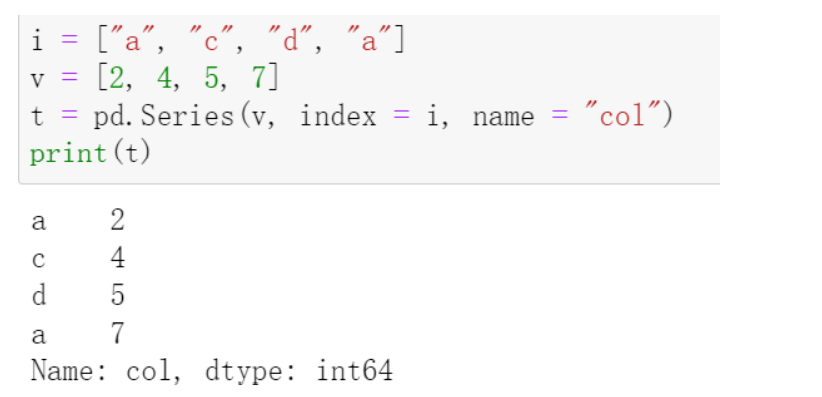 i = ["a", "c", "d", "a"]
v = [2, 4, 5, 7]
t = pd.Series(v, index = i, name = "col")
print(t)
a    2
c    4
d    5
a    7
Name: col, dtype: int64